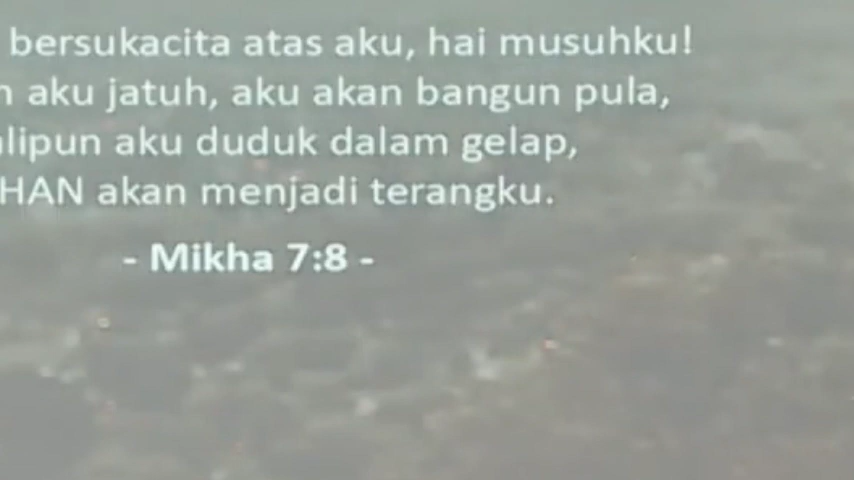 bersukacita atas aku, hai musuhku!
aku jatuh, aku akan bangun pula,
aku duduk dalam gelap,
akan menjadi terangku.
- Mikha 7:8 -